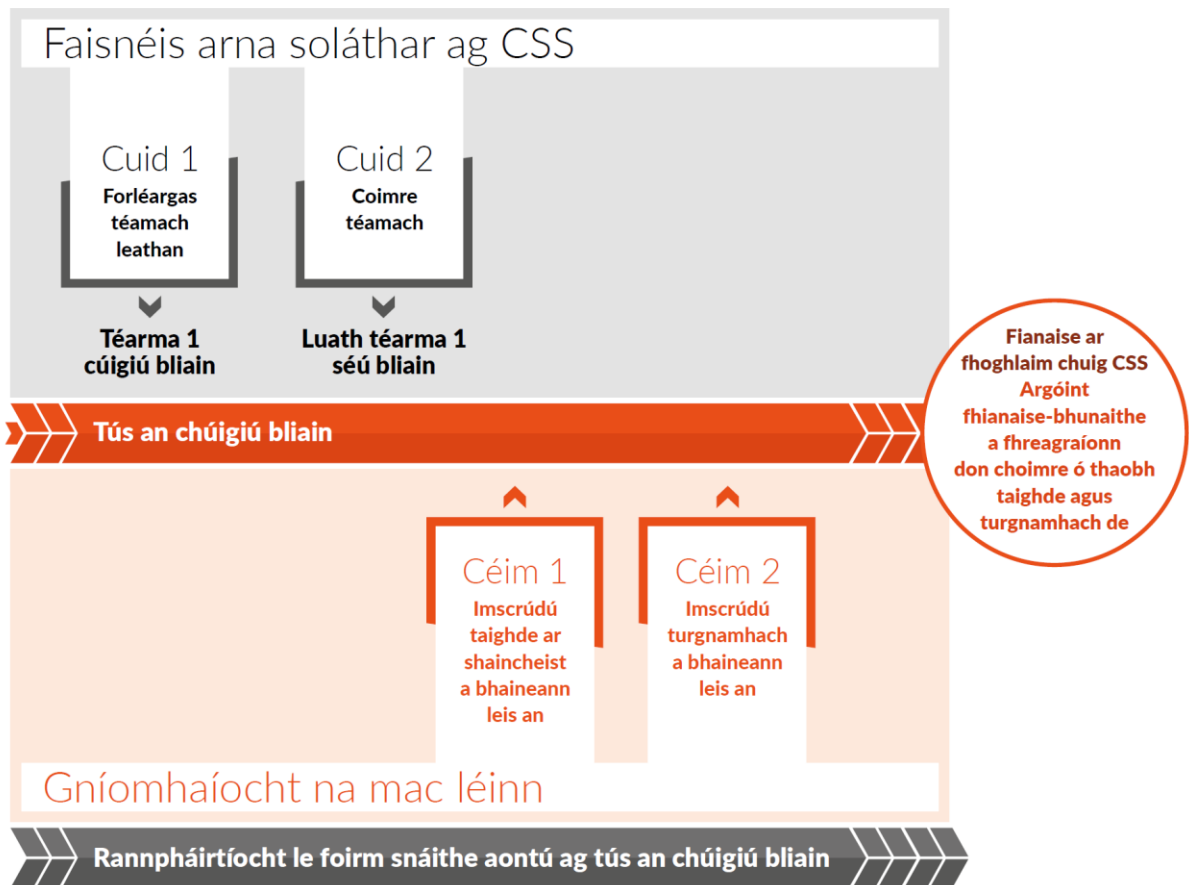 Faisnéis arna soláthar ag CSS
Cuid 1
Forléargas
téamach
leathan
Cuid 2
Coimre
téamach
Téarma 1
cúigiú bliain
Luath téarma 1
séú bliain
Tús an chúigiú bliain
Fianaise ar
fhoghlaim chuig CSS
Argóint
fhianaise-bhunaithe
a fhreagraíonn
don choimre ó thaobh
taighde agus
turgnamhach de
Céim 1
Imscrúdú
taighde ar
shaincheist
a bhaineann
leis an
Céim 2
Imscrúdú
turgnamhach
a bhaineann
leis an
Gníomhaíocht na mac léinn
Rannpháirtíocht le foirm snáithe aontú ag tús an chúigiú bliain